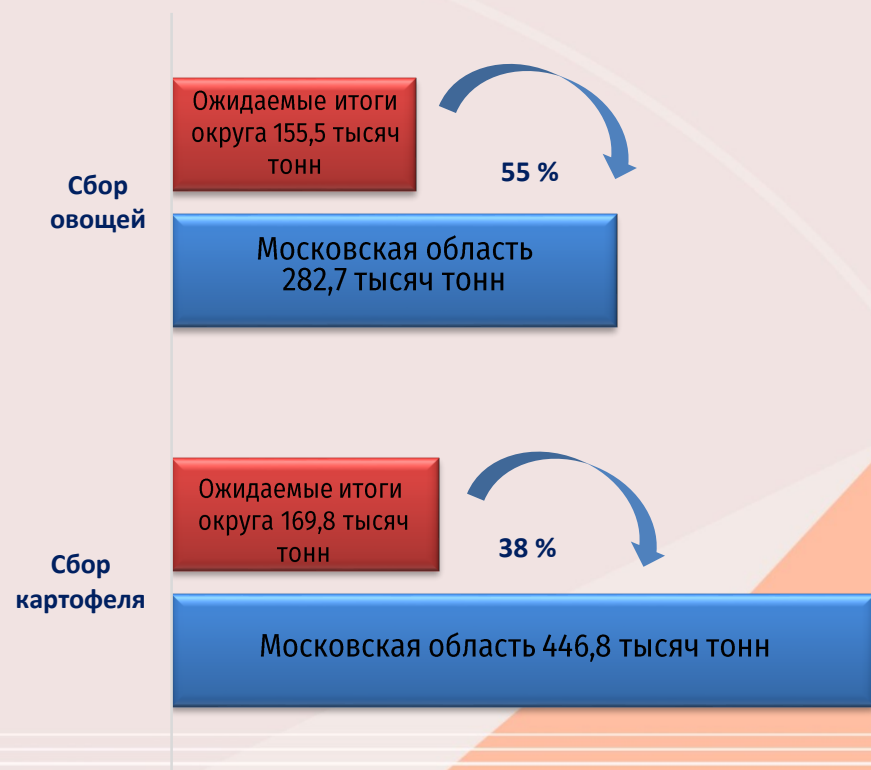 Ожидаемые итоги
округа 155,5 тысяч
тонн
55 %
Сбор
овощей
Московская область
282,7 тысяч тонн
Ожидаемые итоги
округа 169,8 тысяч
тонн
38 %
Сбор
картофеля
Московская область 446,8 тысяч тонн